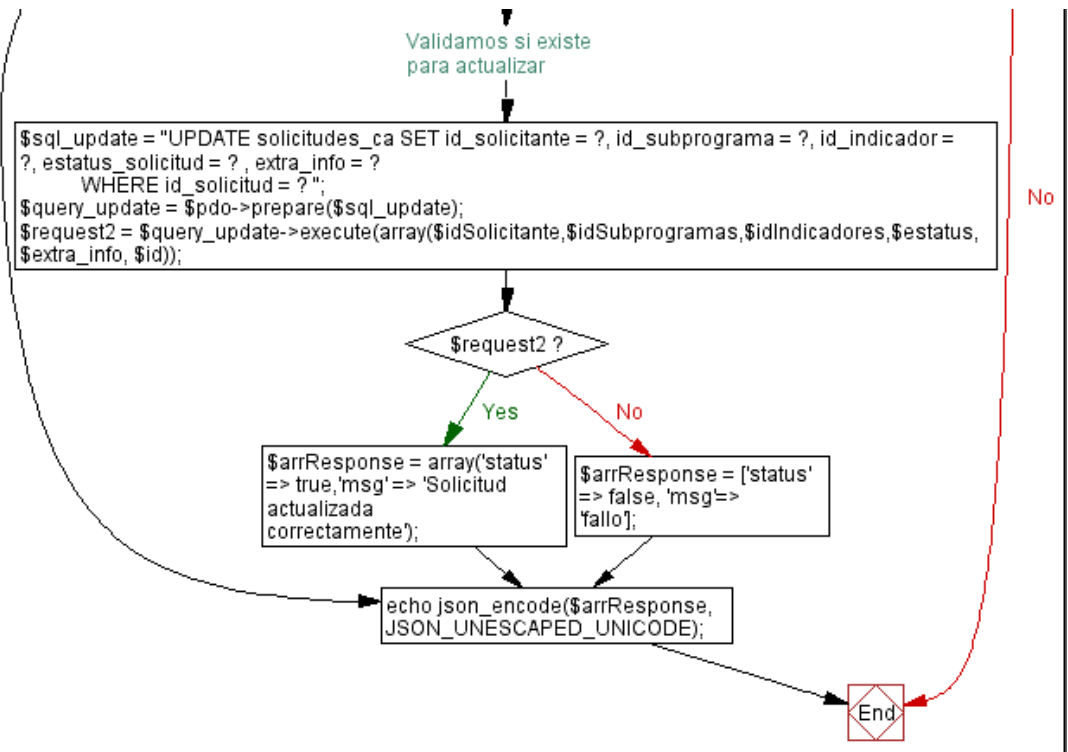 Validamos si existe
para actualizar
$sql_update = "UPDATE solicitudes_ca SET id_solicitante = ?, id_subprograma = ?, id_indicador =
?, estatus_solicitud = ? , extra_info = ?
WHERE id_solicitud = ? ";
$query_update = $pdo->prepare($sql_update);
$request2 = $query_update->execute(array($idSolicitante,$idSubprogramas,$idIndicadores,$estatus,
$extra_info, $id));
No
$request2 ?
Yes
No
$arrResponse = array('status'
=> true,'msg' => 'Solicitud
actualizada
correctamente');
$arrResponse = ['status'
=> false, 'msg'=>
'fallo'];
echo json_encode($arrResponse,
JSON_UNESCAPED_UNICODE);
End